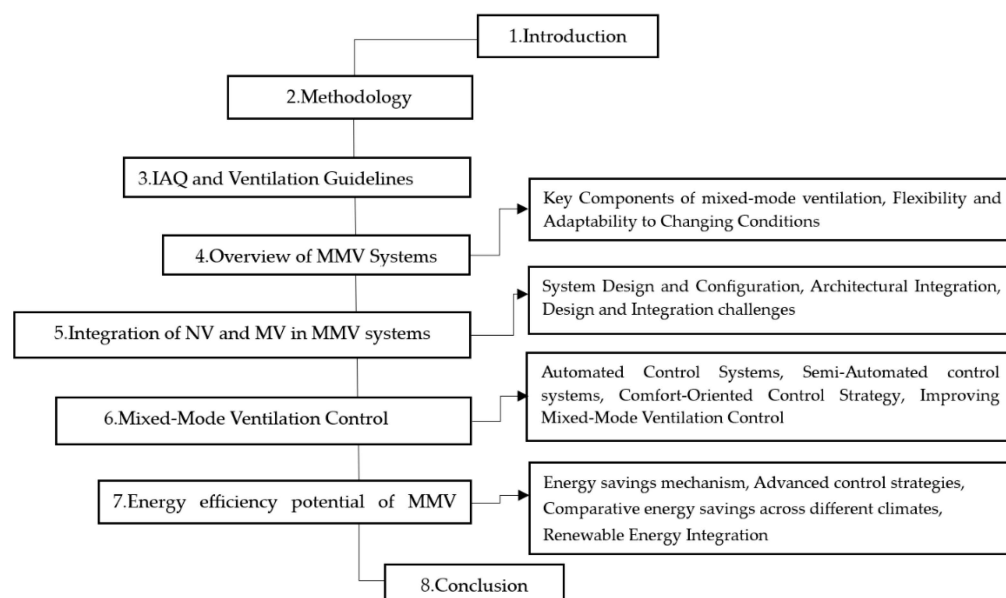 1.Introduction
2.Methodology
3.IAQ and Ventilation Guidelines
Key Components of mixed-mode ventilation, Flexibility and
Adaptability to Changing Conditions
4.Overview of MMV Systems
System Design and Configuration, Architectural Integration,
Design and Integration challenges
5.Integration of NV and MV in MMV systems
Automated Control Systems, Semi-Automated control
systems, Comfort-Oriented Control Strategy, Improving
Mixed-Mode Ventilation Control
6.Mixed-Mode Ventilation Control
Energy savings mechanism, Advanced control strategies,
Comparative energy savings across different climates,
Renewable Energy Integration
7.Energy efficiency potential of MMV
8.Conclusion